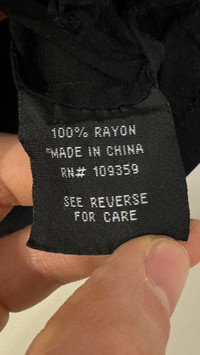 100% RAYON
MADE IN CHINA
RN# 109359
SEE REVERSE
FOR CARE